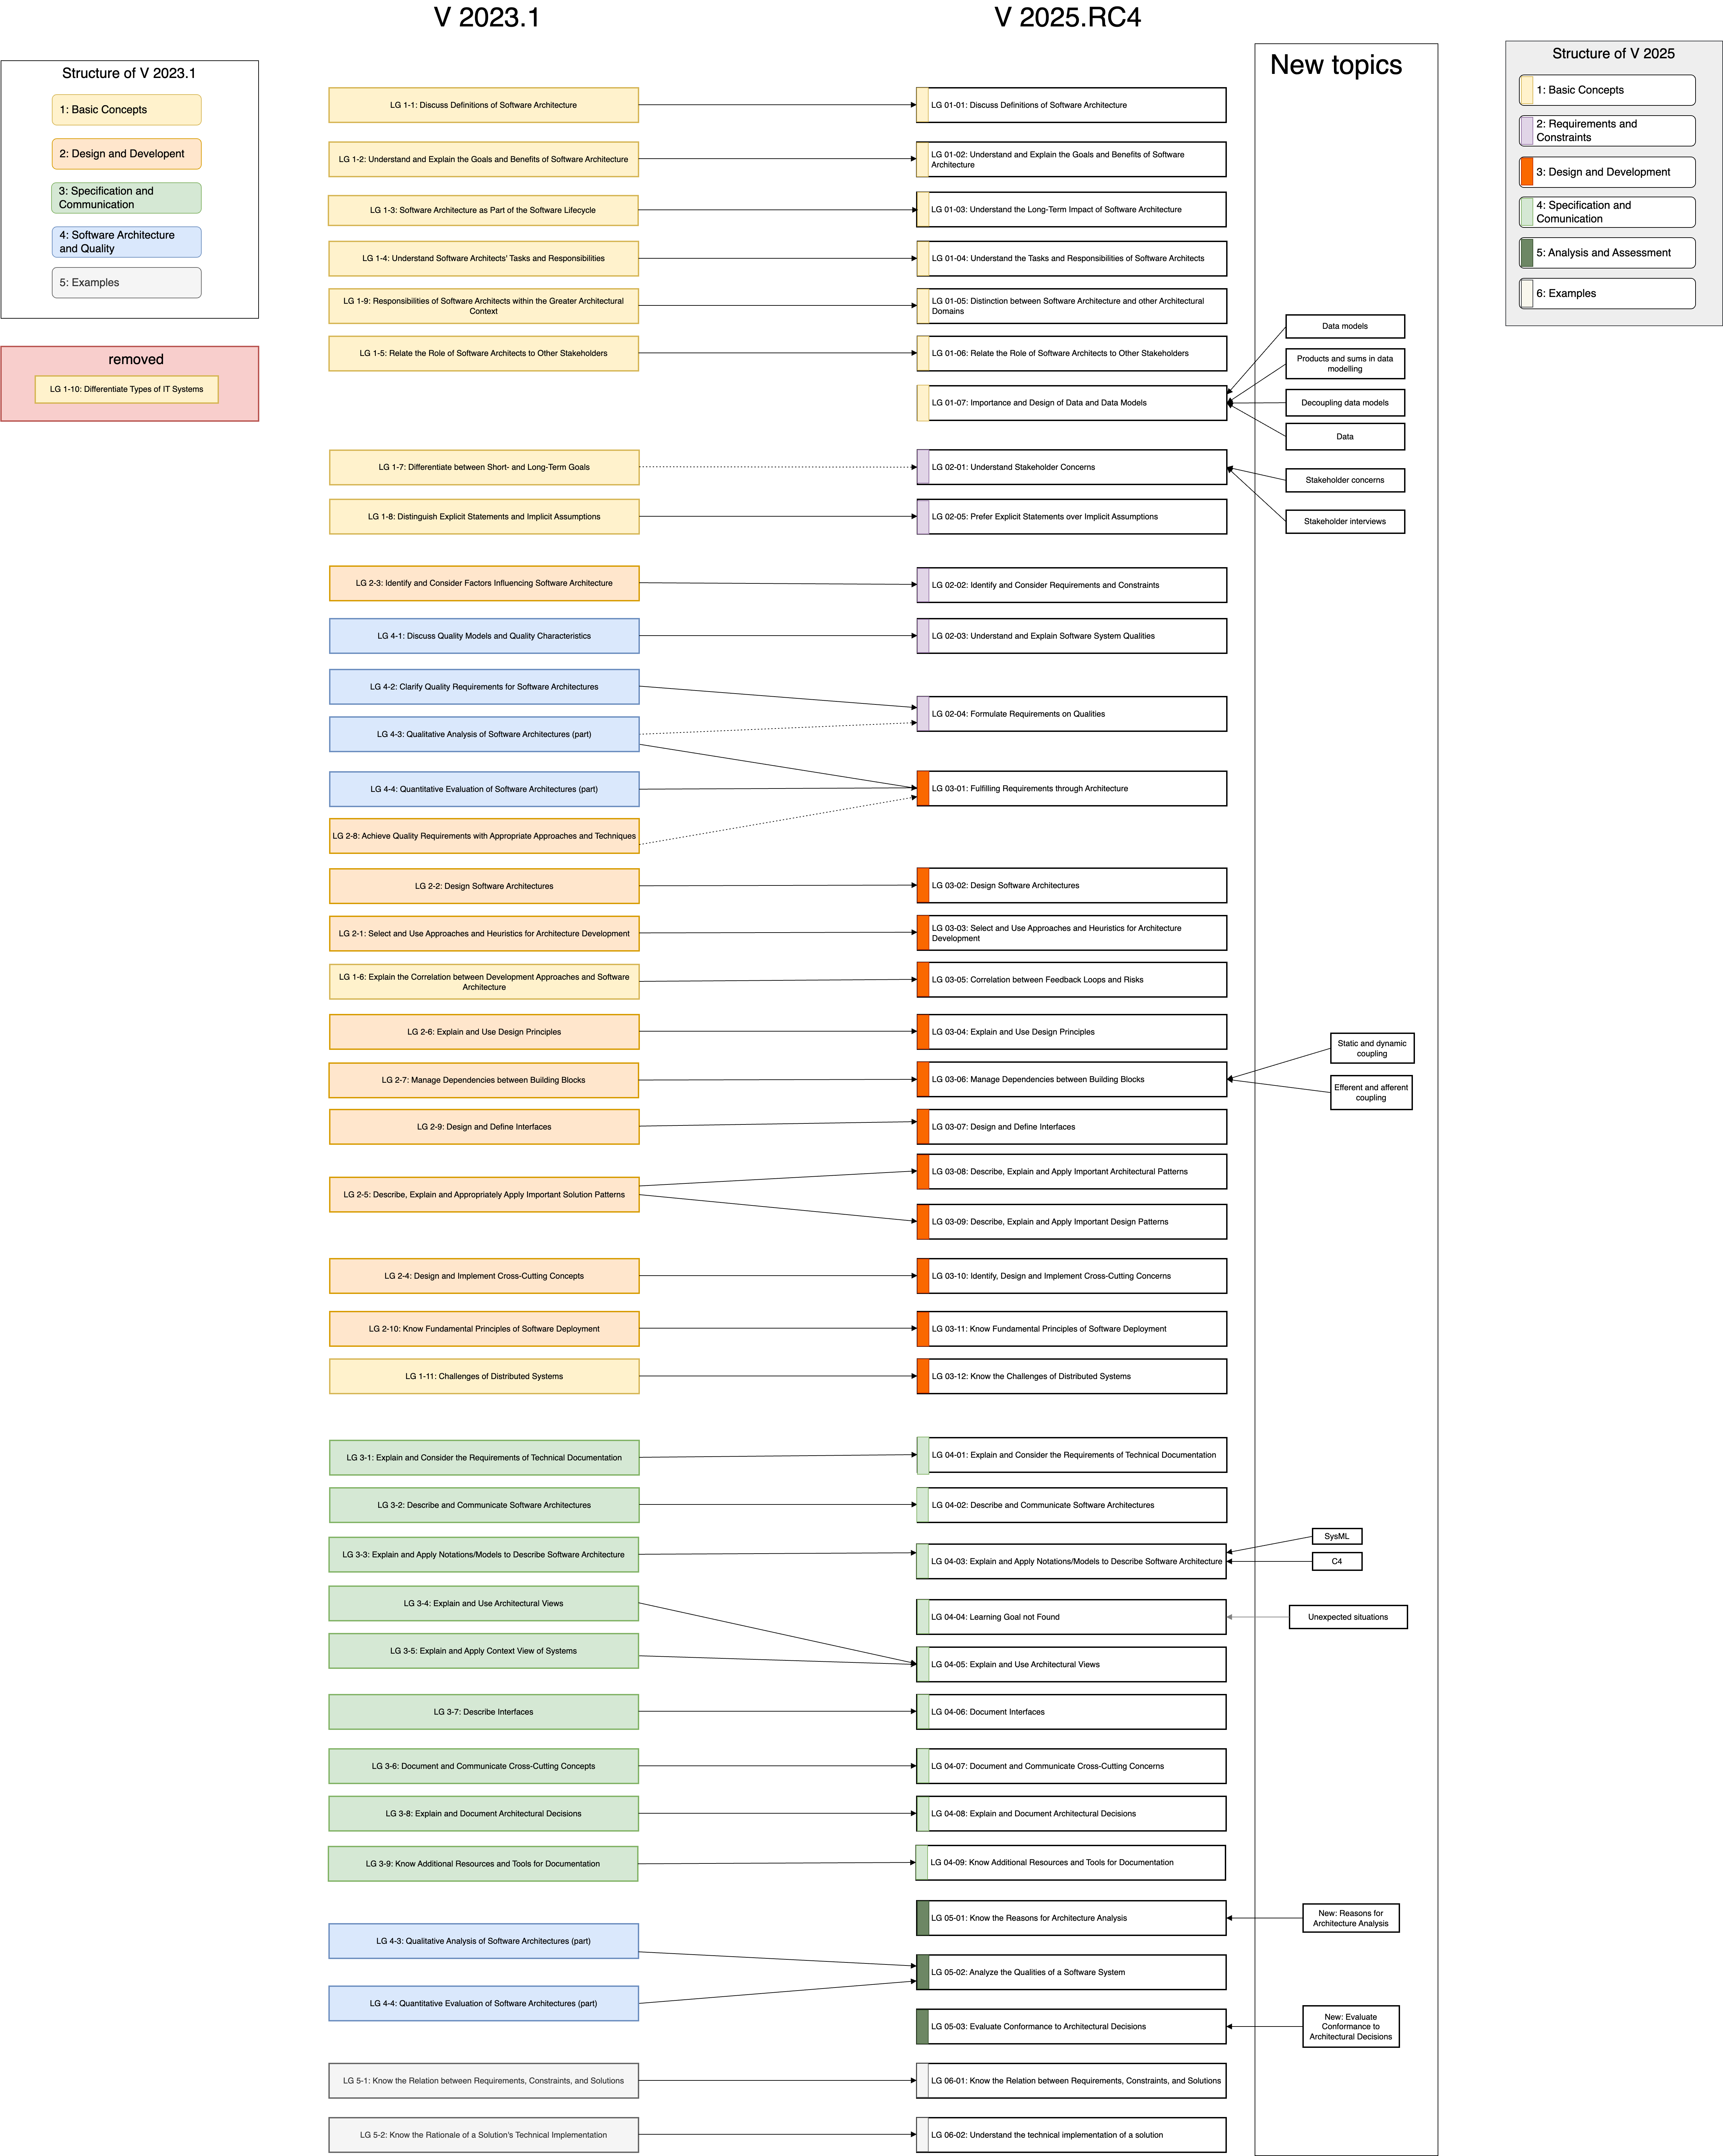 V 2023.1
V 2025.RC4
New topics
Structure of V 2023.1
1: Basic Concepts
2: Design and Developent
3: Specification and
Communication
4: Software Architecture
and Quality
5: Examples
removed
LG 1-10: Differentiate Types of IT Systems
Structure of V 2025
1: Basic Concepts
2: Requirements and
Constraints
3: Design and Development
4: Specification and
Comunication
5: Analysis and Assessment
6: Examples
LG 1-1: Discuss Definitions of Software Architecture
LG 01-01: Discuss Definitions of Software Architecture
LG 1-2: Understand and Explain the Goals and Benefits of Software Architecture
LG 01-02: Understand and Explain the Goals and Benefits of Software
Architecture
LG 1-3: Software Architecture as Part of the Software Lifecycle
LG 01-03: Understand the Long-Term Impact of Software Architecture
LG 1-4: Understand Software Architects' Tasks and Responsibilities
LG 01-04: Understand the Tasks and Responsibilities of Software Architects
LG 1-9: Responsibilities of Software Architects within the Greater Architectural
Context
LG 01-05: Distinction between Software Architecture and other Architectural
Domains
LG 1-5: Relate the Role of Software Architects to Other Stakeholders
LG 01-06: Relate the Role of Software Architects to Other Stakeholders
LG 01-07: Importance and Design of Data and Data Models
Data models
Products and sums in data
modelling
Decoupling data models
Data
LG 1-7: Differentiate between Short- and Long-Term Goals
LG 02-01: Understand Stakeholder Concerns
Stakeholder concerns
Stakeholder interviews
LG 1-8: Distinguish Explicit Statements and Implicit Assumptions
LG 02-05: Prefer Explicit Statements over Implicit Assumptions
LG 2-3: Identify and Consider Factors Influencing Software Architecture
LG 02-02: Identify and Consider Requirements and Constraints
LG 4-1: Discuss Quality Models and Quality Characteristics
LG 02-03: Understand and Explain Software System Qualities
LG 4-2: Clarify Quality Requirements for Software Architectures
LG 02-04: Formulate Requirements on Qualities
LG 4-3: Qualitative Analysis of Software Architectures (part)
LG 4-4: Quantitative Evaluation of Software Architectures (part)
LG 03-01: Fulfilling Requirements through Architecture
LG 2-8: Achieve Quality Requirements with Appropriate Approaches and Techniques
LG 2-2: Design Software Architectures
LG 03-02: Design Software Architectures
LG 2-1: Select and Use Approaches and Heuristics for Architecture Development
LG 03-03: Select and Use Approaches and Heuristics for Architecture
Development
LG 1-6: Explain the Correlation between Development Approaches and Software
Architecture
LG 03-05: Correlation between Feedback Loops and Risks
LG 2-6: Explain and Use Design Principles
LG 03-04: Explain and Use Design Principles
LG 2-7: Manage Dependencies between Building Blocks
LG 03-06: Manage Dependencies between Building Blocks
Static and dynamic
coupling
Efferent and afferent
coupling
LG 2-9: Design and Define Interfaces
LG 03-07: Design and Define Interfaces
LG 2-5: Describe, Explain and Appropriately Apply Important Solution Patterns
LG 03-08: Describe, Explain and Apply Important Architectural Patterns
LG 03-09: Describe, Explain and Apply Important Design Patterns
LG 2-4: Design and Implement Cross-Cutting Concepts
LG 03-10: Identify, Design and Implement Cross-Cutting Concerns
LG 2-10: Know Fundamental Principles of Software Deployment
LG 03-11: Know Fundamental Principles of Software Deployment
LG 1-11: Challenges of Distributed Systems
LG 03-12: Know the Challenges of Distributed Systems
LG 3-1: Explain and Consider the Requirements of Technical Documentation
LG 04-01: Explain and Consider the Requirements of Technical Documentation
LG 3-2: Describe and Communicate Software Architectures
LG 04-02: Describe and Communicate Software Architectures
LG 3-3: Explain and Apply Notations/Models to Describe Software Architecture
LG 04-03: Explain and Apply Notations/Models to Describe Software Architecture
SysML
C4
LG 3-4: Explain and Use Architectural Views
LG 04-04: Learning Goal not Found
Unexpected situations
LG 3-5: Explain and Apply Context View of Systems
LG 04-05: Explain and Use Architectural Views
LG 3-7: Describe Interfaces
LG 04-06: Document Interfaces
LG 3-6: Document and Communicate Cross-Cutting Concepts
LG 04-07: Document and Communicate Cross-Cutting Concerns
LG 3-8: Explain and Document Architectural Decisions
LG 04-08: Explain and Document Architectural Decisions
LG 3-9: Know Additional Resources and Tools for Documentation
LG 04-09: Know Additional Resources and Tools for Documentation
LG 05-01: Know the Reasons for Architecture Analysis
New: Reasons for
Architecture Analysis
LG 4-3: Qualitative Analysis of Software Architectures (part)
LG 05-02: Analyze the Qualities of a Software System
LG 4-4: Quantitative Evaluation of Software Architectures (part)
LG 05-03: Evaluate Conformance to Architectural Decisions
New: Evaluate
Conformance to
Architectural Decisions
LG 5-1: Know the Relation between Requirements, Constraints, and Solutions
LG 06-01: Know the Relation between Requirements, Constraints, and Solutions
LG 5-2: Know the Rationale of a Solution's Technical Implementation
LG 06-02: Understand the technical implementation of a solution